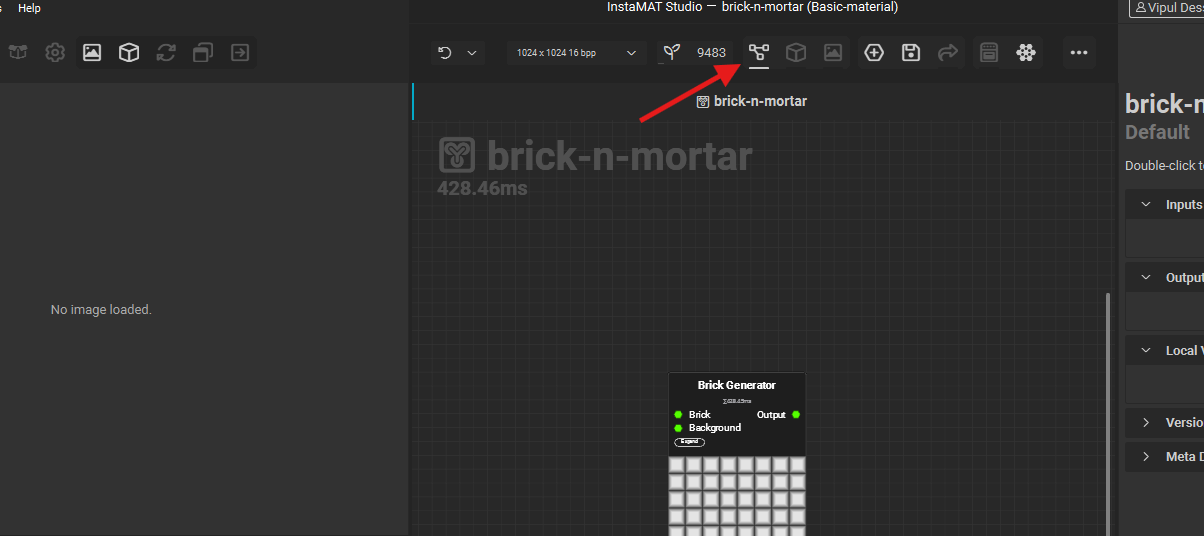 InstaMAT Studio — brick-n-mortar (Basic-material)
Vipul Des
Help
1024 x 1024 16 bpp
9483
brick-n-mortar
brick-n-mortar
428.46ms
No image loaded.
Brick Generator
Σ428.45ms
Brick
Output
Background
Expand
brick-n
Default
Double-click t
Inputs
Output
Local V
Versio
Meta D